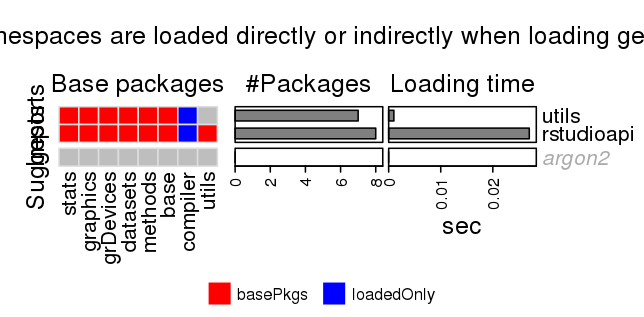 nespaces are loaded directly or indirectly when loading ge
Base packages
#Packages
Loading time
Imports
Suggests
utils
rstudioapi
argon2
stats
graphics
grDevices
datasets
methods
base
compiler
utils
0
2
4
6
8
0
0.01
0.02
sec
basePkgs
loadedOnly